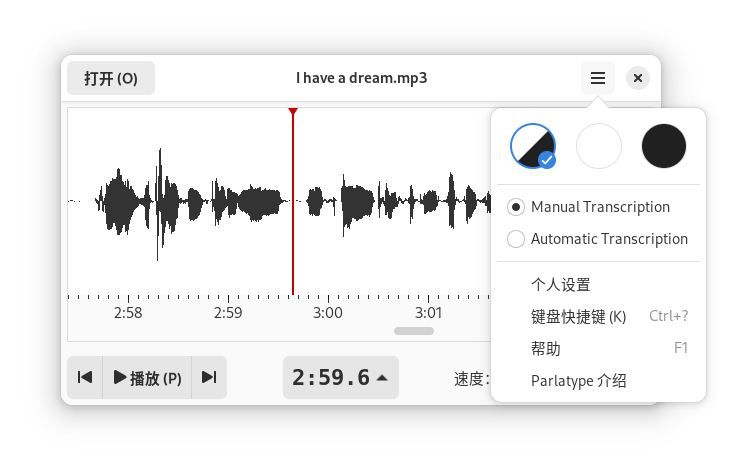 打开 (O)
I have a dream.mp3
Manual Transcription
Automatic Transcription
个人设置
键盘快捷键 (K) Ctrl+?
帮助 F1
Parlatype 介绍
2:58 2:59 3:00 3:01
播放 (P)
2:59.6
速度: